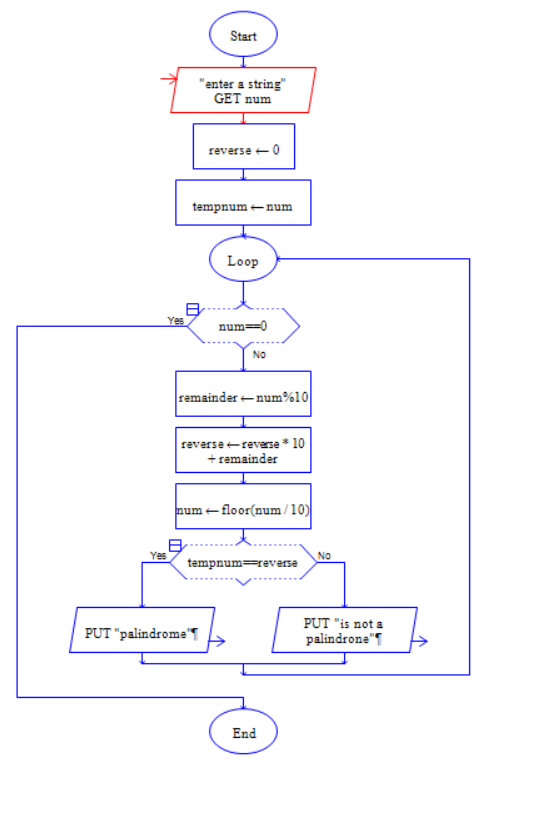 Start
"enter a string"
GET num
reverse ← 0
tempnum ← num
Loop
Yes
num==0
No
remainder ← num%10
reverse ← reverse * 10
+ remainder
num ← floor(num / 10)
Yes
tempnum==reverse
No
PUT "palindrome"¶
PUT "is not a
palindrone"¶
End